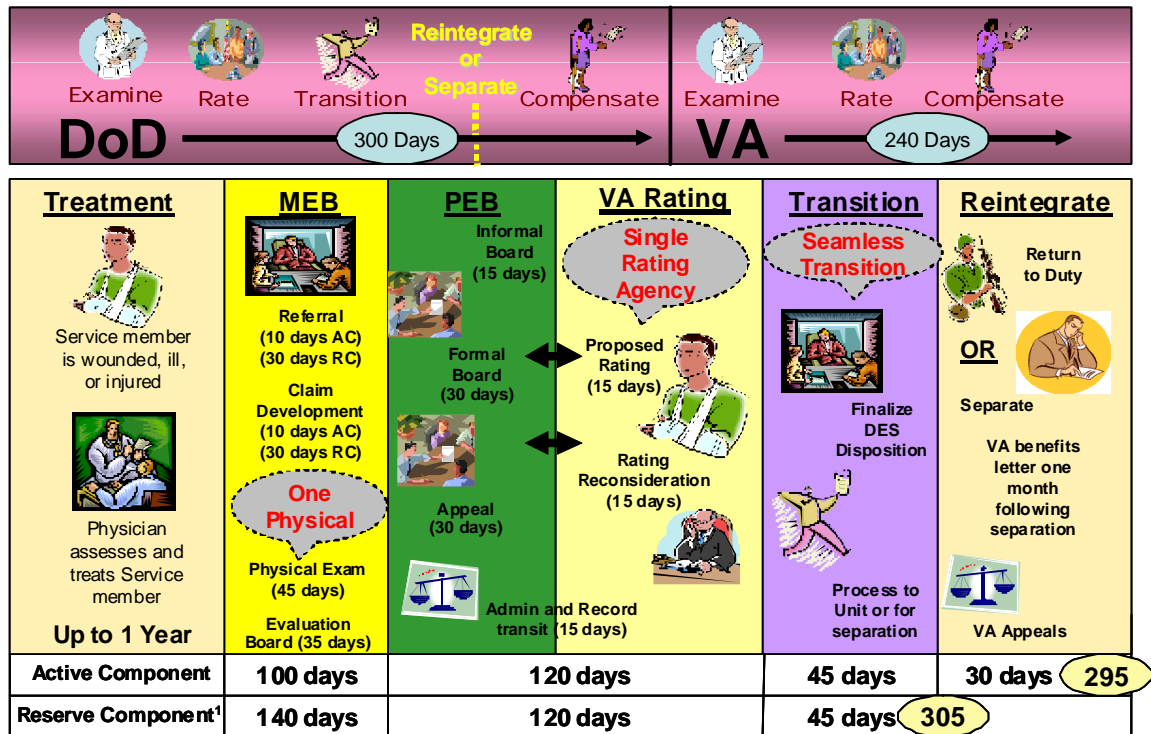 Reintegrate
or
Separate
Examine
Rate
Transition
Compensate
DoD
300 Days
Examine
Rate
Compensate
VA
240 Days
Treatment
Service member
is wounded, ill,
or injured
Physician
assesses and
treats Service
member
Up to 1 Year
MEB
Referral
(10 days AC)
(30 days RC)
Claim
Development
(10 days AC)
(30 days RC)
One
Physical
Physical Exam
(45 days)
Evaluation
Board (35 days)
PEB
Informal
Board
(15 days)
Formal
Board
(30 days)
Appeal
(30 days)
Admin and Record
transit (15 days)
VA Rating
Single
Rating
Agency
Proposed
Rating
(15 days)
Rating
Reconsideration
(15 days)
Transition
Seamless
Transition
Finalize
DES
Disposition
Process to
Unit or for
separation
Reintegrate
Return
to Duty
OR
Separate
VA benefits
letter one
month
following
separation
VA Appeals
Active Component 100 days 120 days 45 days 30 days 295
Reserve Component¹ 140 days 120 days 45 days 305